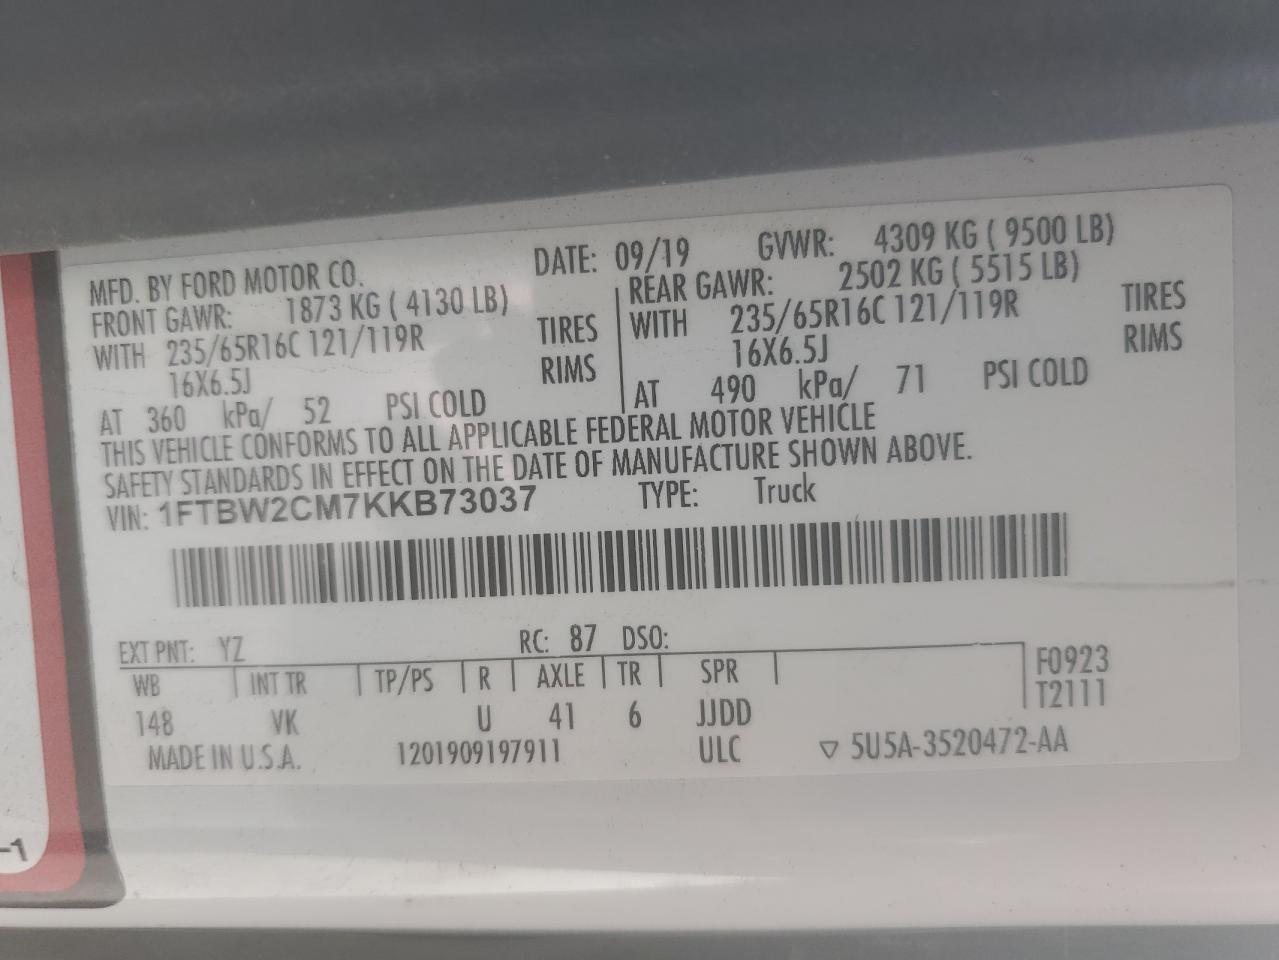 MFD. BY FORD MOTOR CO. DATE: 09/19 GVWR: 4309 KG ( 9500 LB)
FRONT GAWR: 1873 KG ( 4130 LB) REAR GAWR: 2502 KG ( 5515 LB)
WITH 235/65R16C 121/119R TIRES WITH 235/65R16C 121/119R TIRES
16X6.5J RIMS 16X6.5J RIMS
AT 360 kPa/ 52 PSI COLD AT 490 kPa/ 71 PSI COLD
THIS VEHICLE CONFORMS TO ALL APPLICABLE FEDERAL MOTOR VEHICLE
SAFETY STANDARDS IN EFFECT ON THE DATE OF MANUFACTURE SHOWN ABOVE.
VIN: 1FTBW2CM7KKB73037 TYPE: Truck
EXT PNT: YZ RC: 87 DSO:
WB INT TR TP/PS R AXLE TR SPR F0923
148 VK U 41 6 JJDD T2111
MADE IN U.S.A. 1201909197911 ULC ▽ 5U5A-3520472-AA
-1